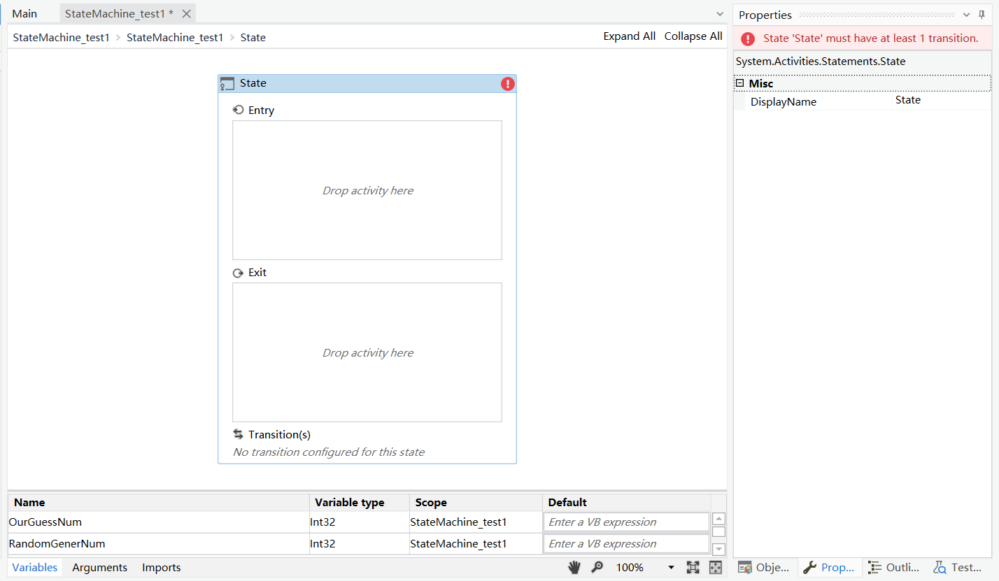 Main
StateMachine_test1 *
StateMachine_test1 > StateMachine_test1 > State
Expand All Collapse All
State
Entry
Drop activity here
Exit
Drop activity here
Transition(s)
No transition configured for this state
Name Variable type Scope Default
OurGuessNum Int32 StateMachine_test1 Enter a VB expression
RandomGenerNum Int32 StateMachine_test1 Enter a VB expression
Variables Arguments Imports
100%
Properties
State 'State' must have at least 1 transition.
System.Activities.Statements.State
Misc
DisplayName State
Obje... Prop... Outli... Test...